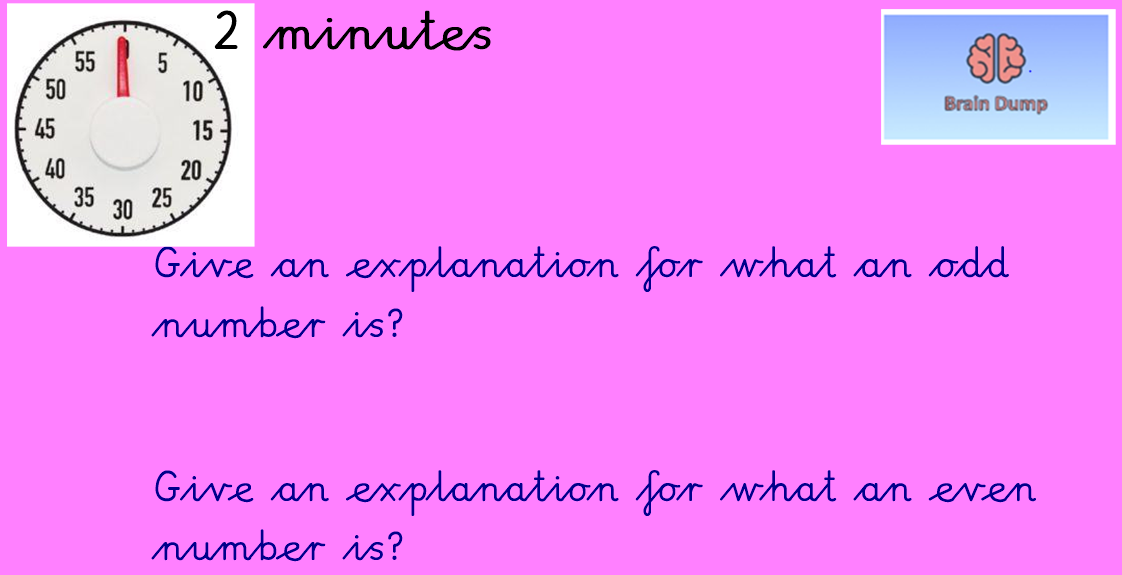 2 minutes
55
5
50
10
45
15
40
20
35
25
30
Brain Dump
Give an explanation for what an odd
number is?
Give an explanation for what an even
number is?